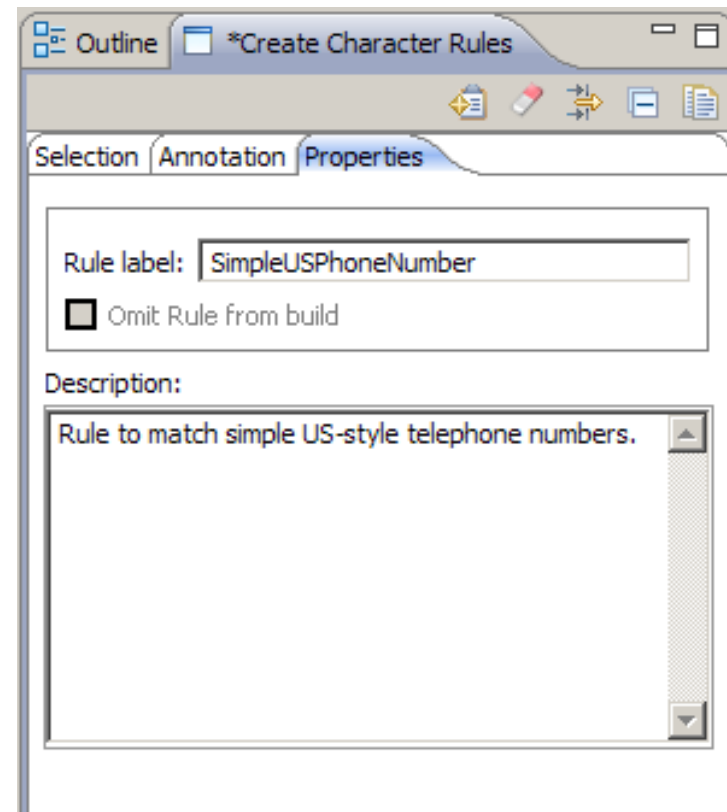 Outline *Create Character Rules
Selection Annotation Properties
Rule label: SimpleUSPhoneNumber
Omit Rule from build
Description:
Rule to match simple US-style telephone numbers.